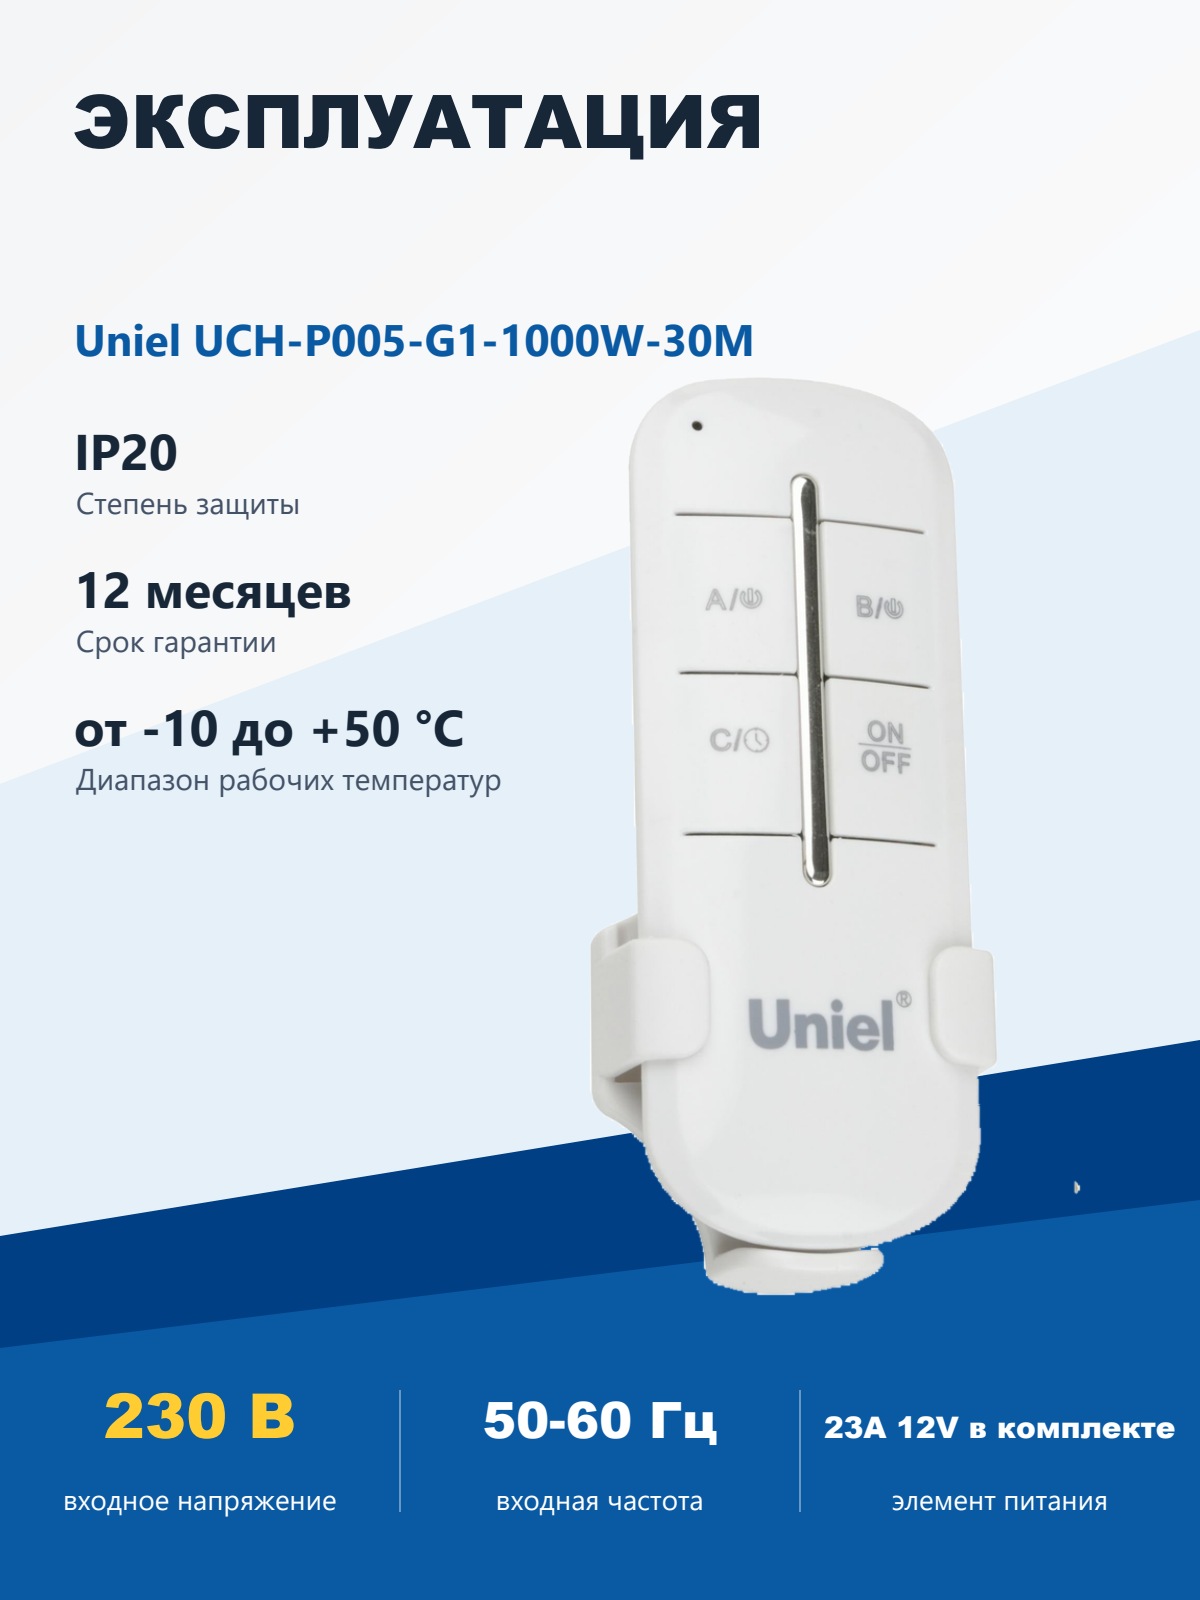 ЭКСПЛУАТАЦИЯ
Uniel UCH-P005-G1-1000W-30M
IP20
Степень защиты
12 месяцев
Срок гарантии
от -10 до +50 °C
Диапазон рабочих температур
A/
B/
C/
ON
OFF
Uniel®
230 В
входное напряжение
50-60 Гц
входная частота
23A 12V в комплекте
элемент питания